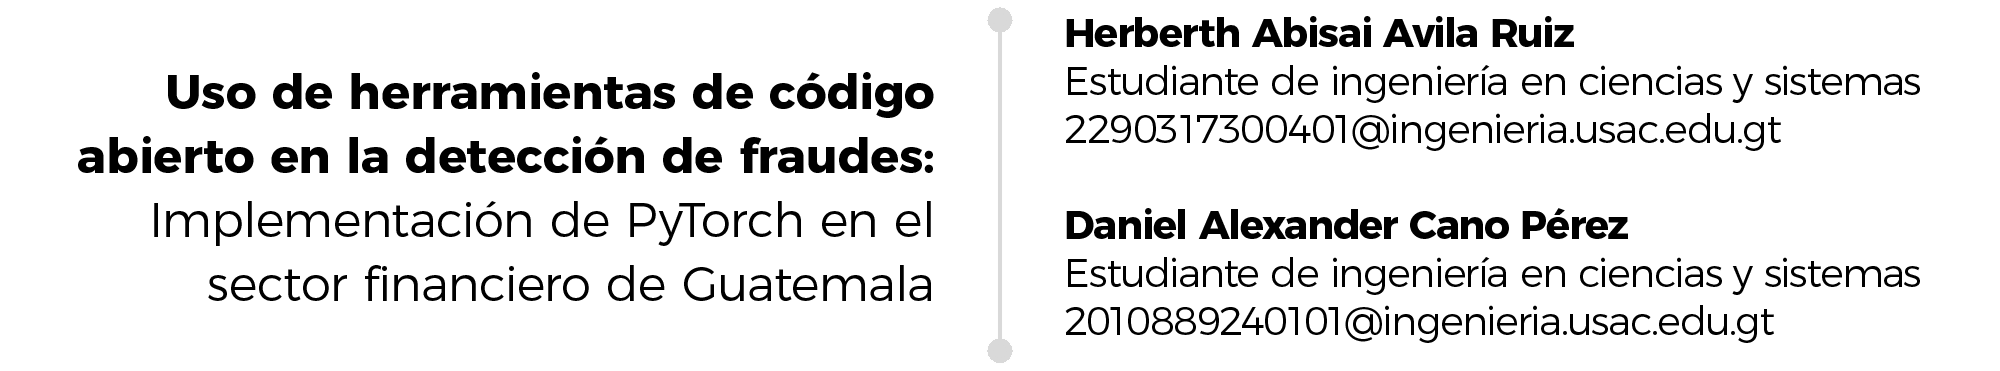 Uso de herramientas de código
abierto en la detección de fraudes:
Implementación de PyTorch en el
sector financiero de Guatemala
Herberth Abisai Avila Ruiz
Estudiante de ingeniería en ciencias y sistemas
2290317300401@ingenieria.usac.edu.gt
Daniel Alexander Cano Pérez
Estudiante de ingeniería en ciencias y sistemas
2010889240101@ingenieria.usac.edu.gt